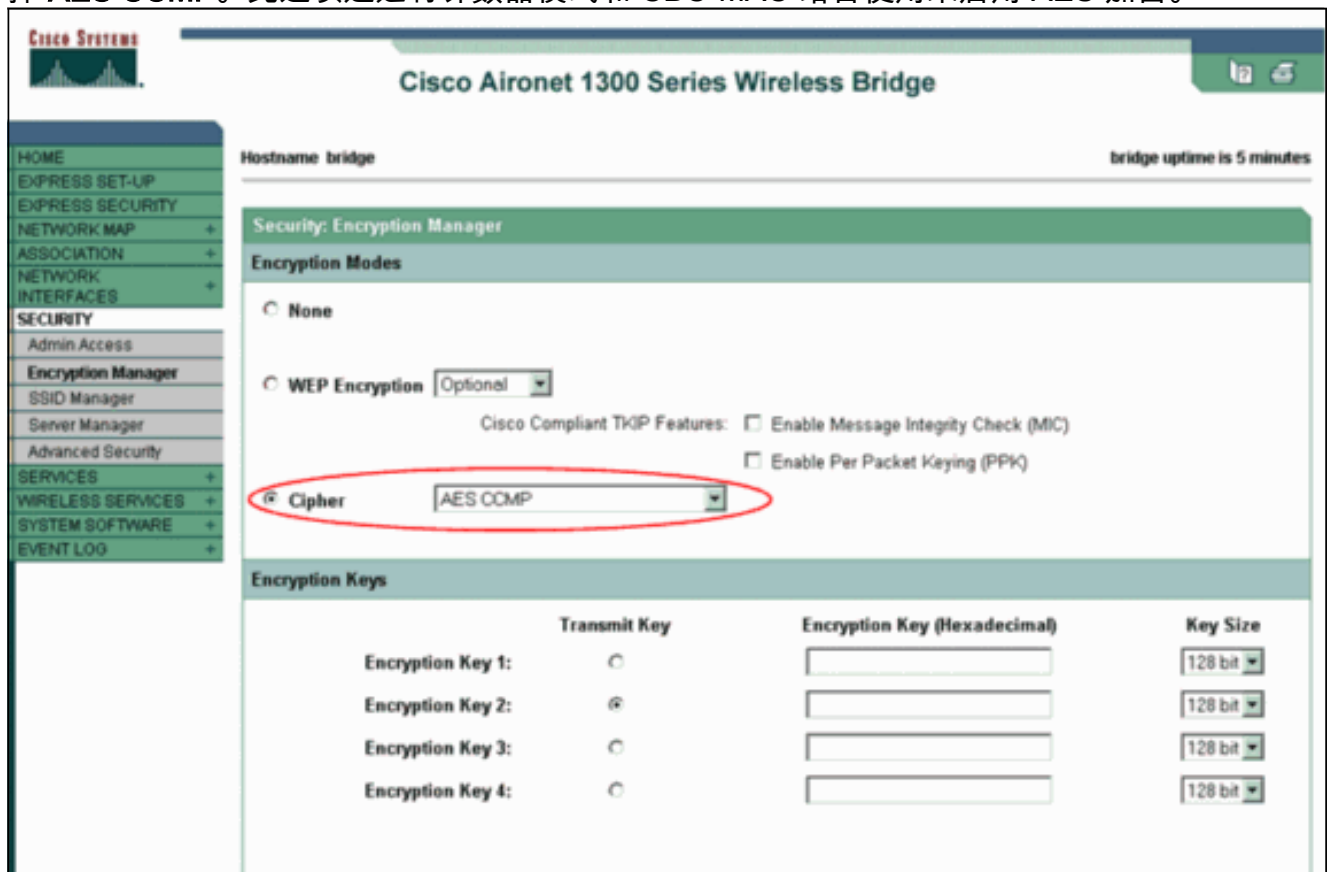 Cisco Systems
Cisco Aironet 1300 Series Wireless Bridge
HOME
EXPRESS SET-UP
EXPRESS SECURITY
NETWORK MAP +
ASSOCIATION +
NETWORK INTERFACES +
SECURITY
Admin Access
Encryption Manager
SSID Manager
Server Manager
Advanced Security
SERVICES +
WIRELESS SERVICES +
SYSTEM SOFTWARE +
EVENT LOG +
Hostname bridge
bridge uptime is 5 minutes
Security: Encryption Manager
Encryption Modes
None
WEP Encryption Optional
Cisco Compliant TKIP Features: Enable Message Integrity Check (MIC)
Enable Per Packet Keying (PPK)
Cipher AES CCMP
Encryption Keys
Transmit Key Encryption Key (Hexadecimal) Key Size
Encryption Key 1: 128 bit
Encryption Key 2: 128 bit
Encryption Key 3: 128 bit
Encryption Key 4: 128 bit